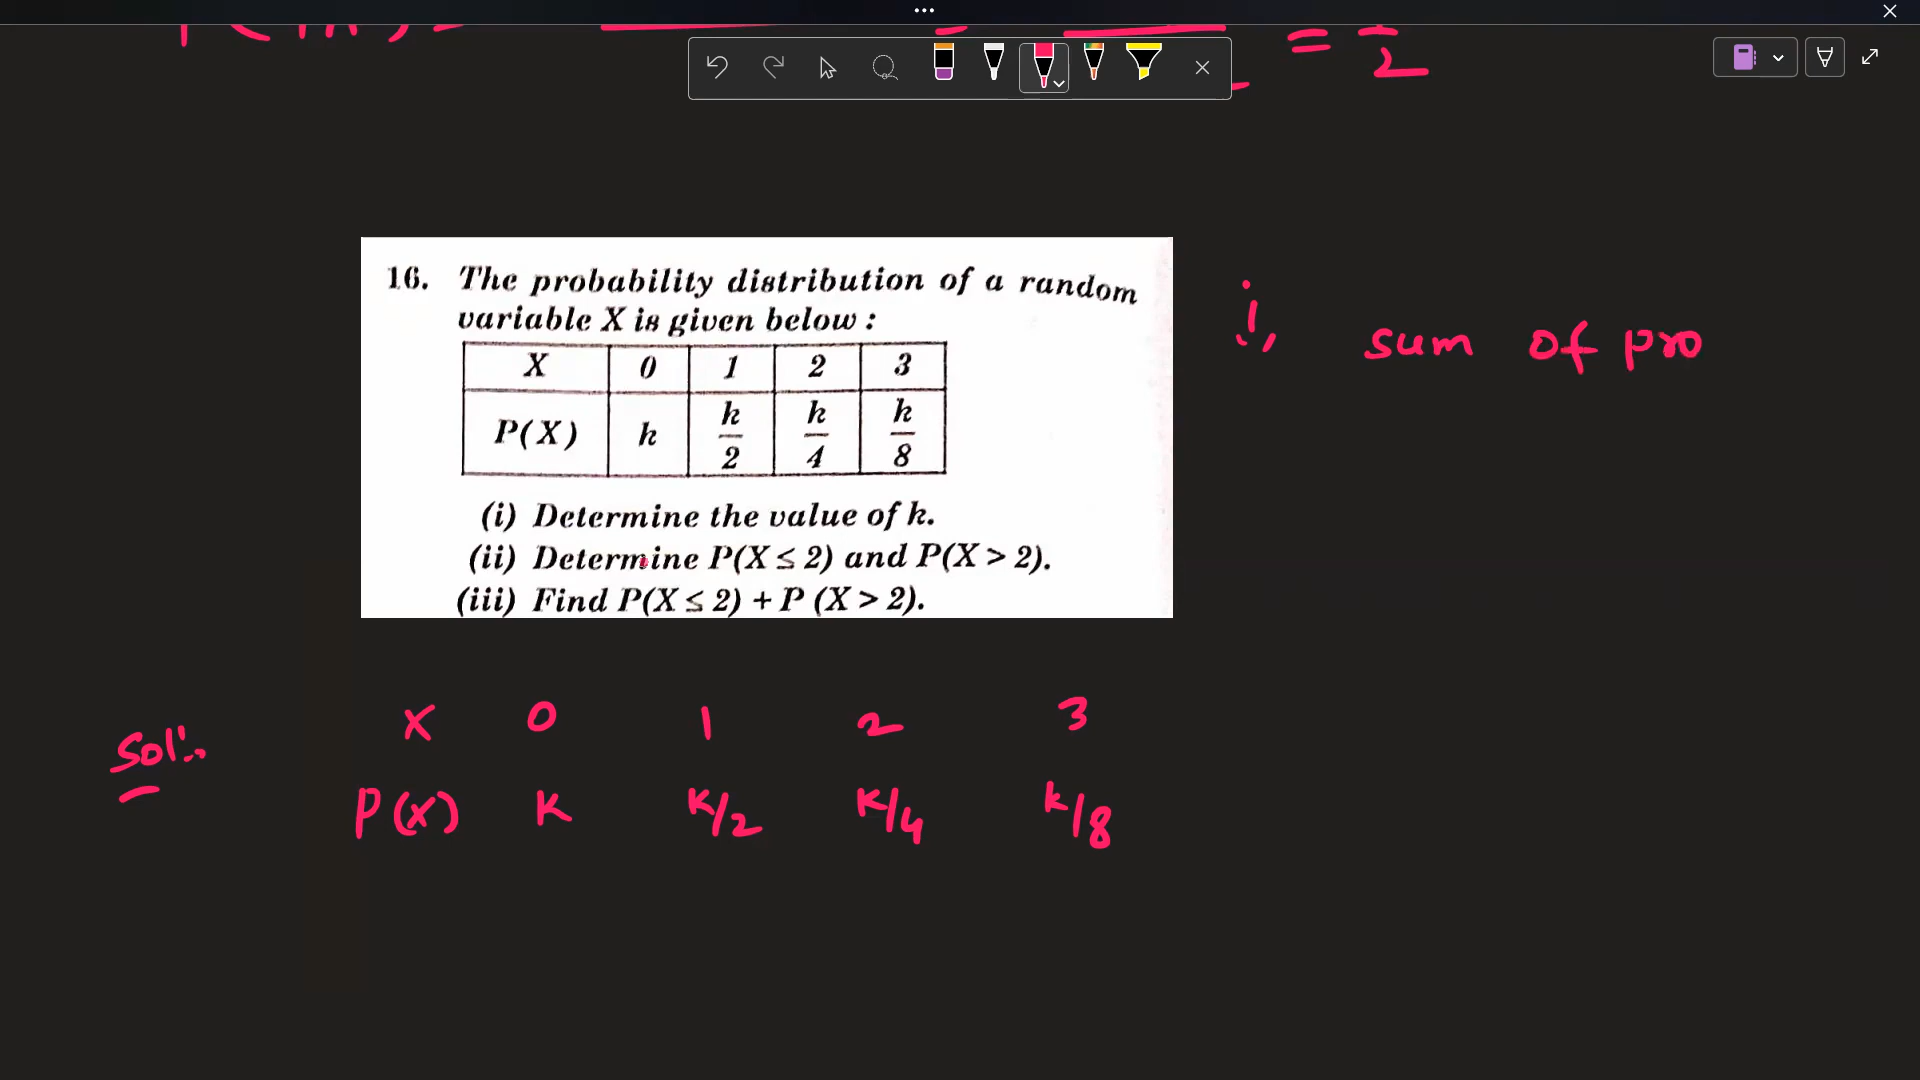 = 1/2
16. The probability distribution of a random
variable X is given below :
X 0 1 2 3
P(X) k k/2 k/4 k/8
(i) Determine the value of k.
(ii) Determine P(X ≤ 2) and P(X > 2).
(iii) Find P(X ≤ 2) + P (X > 2).
i, sum of pro
Sol:
X 0 1 2 3
P(X) K K/2 K/4 K/8